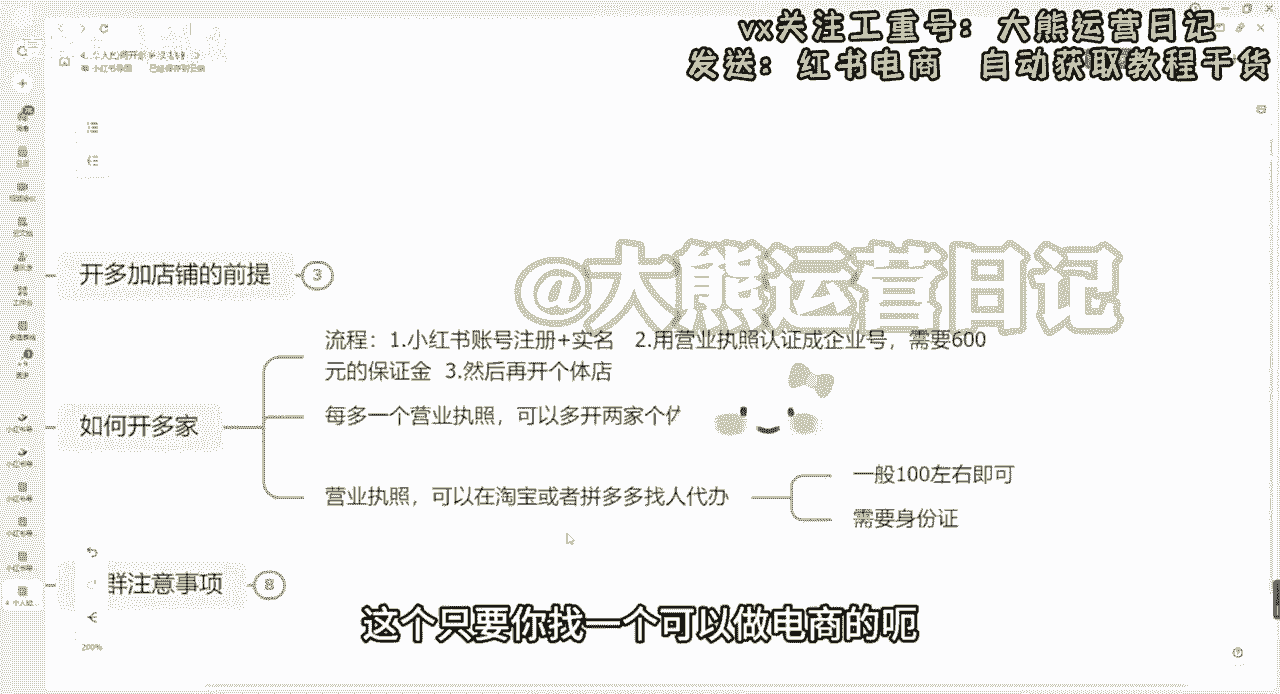 vx关注工重号：大熊运营日记
发送：红书电商 自动获取教程干货
@大熊运营日记
开多加店铺的前提
3
流程：1.小红书账号注册+实名 2.用营业执照认证成企业号，需要600
元的保证金 3.然后再开个体店
如何开多家
每多一个营业执照，可以多开两家个
营业执照，可以在淘宝或者拼多多找人代办
一般100左右即可
需要身份证
群注意事项
8
这个只要你找一个可以做电商的呃
200%